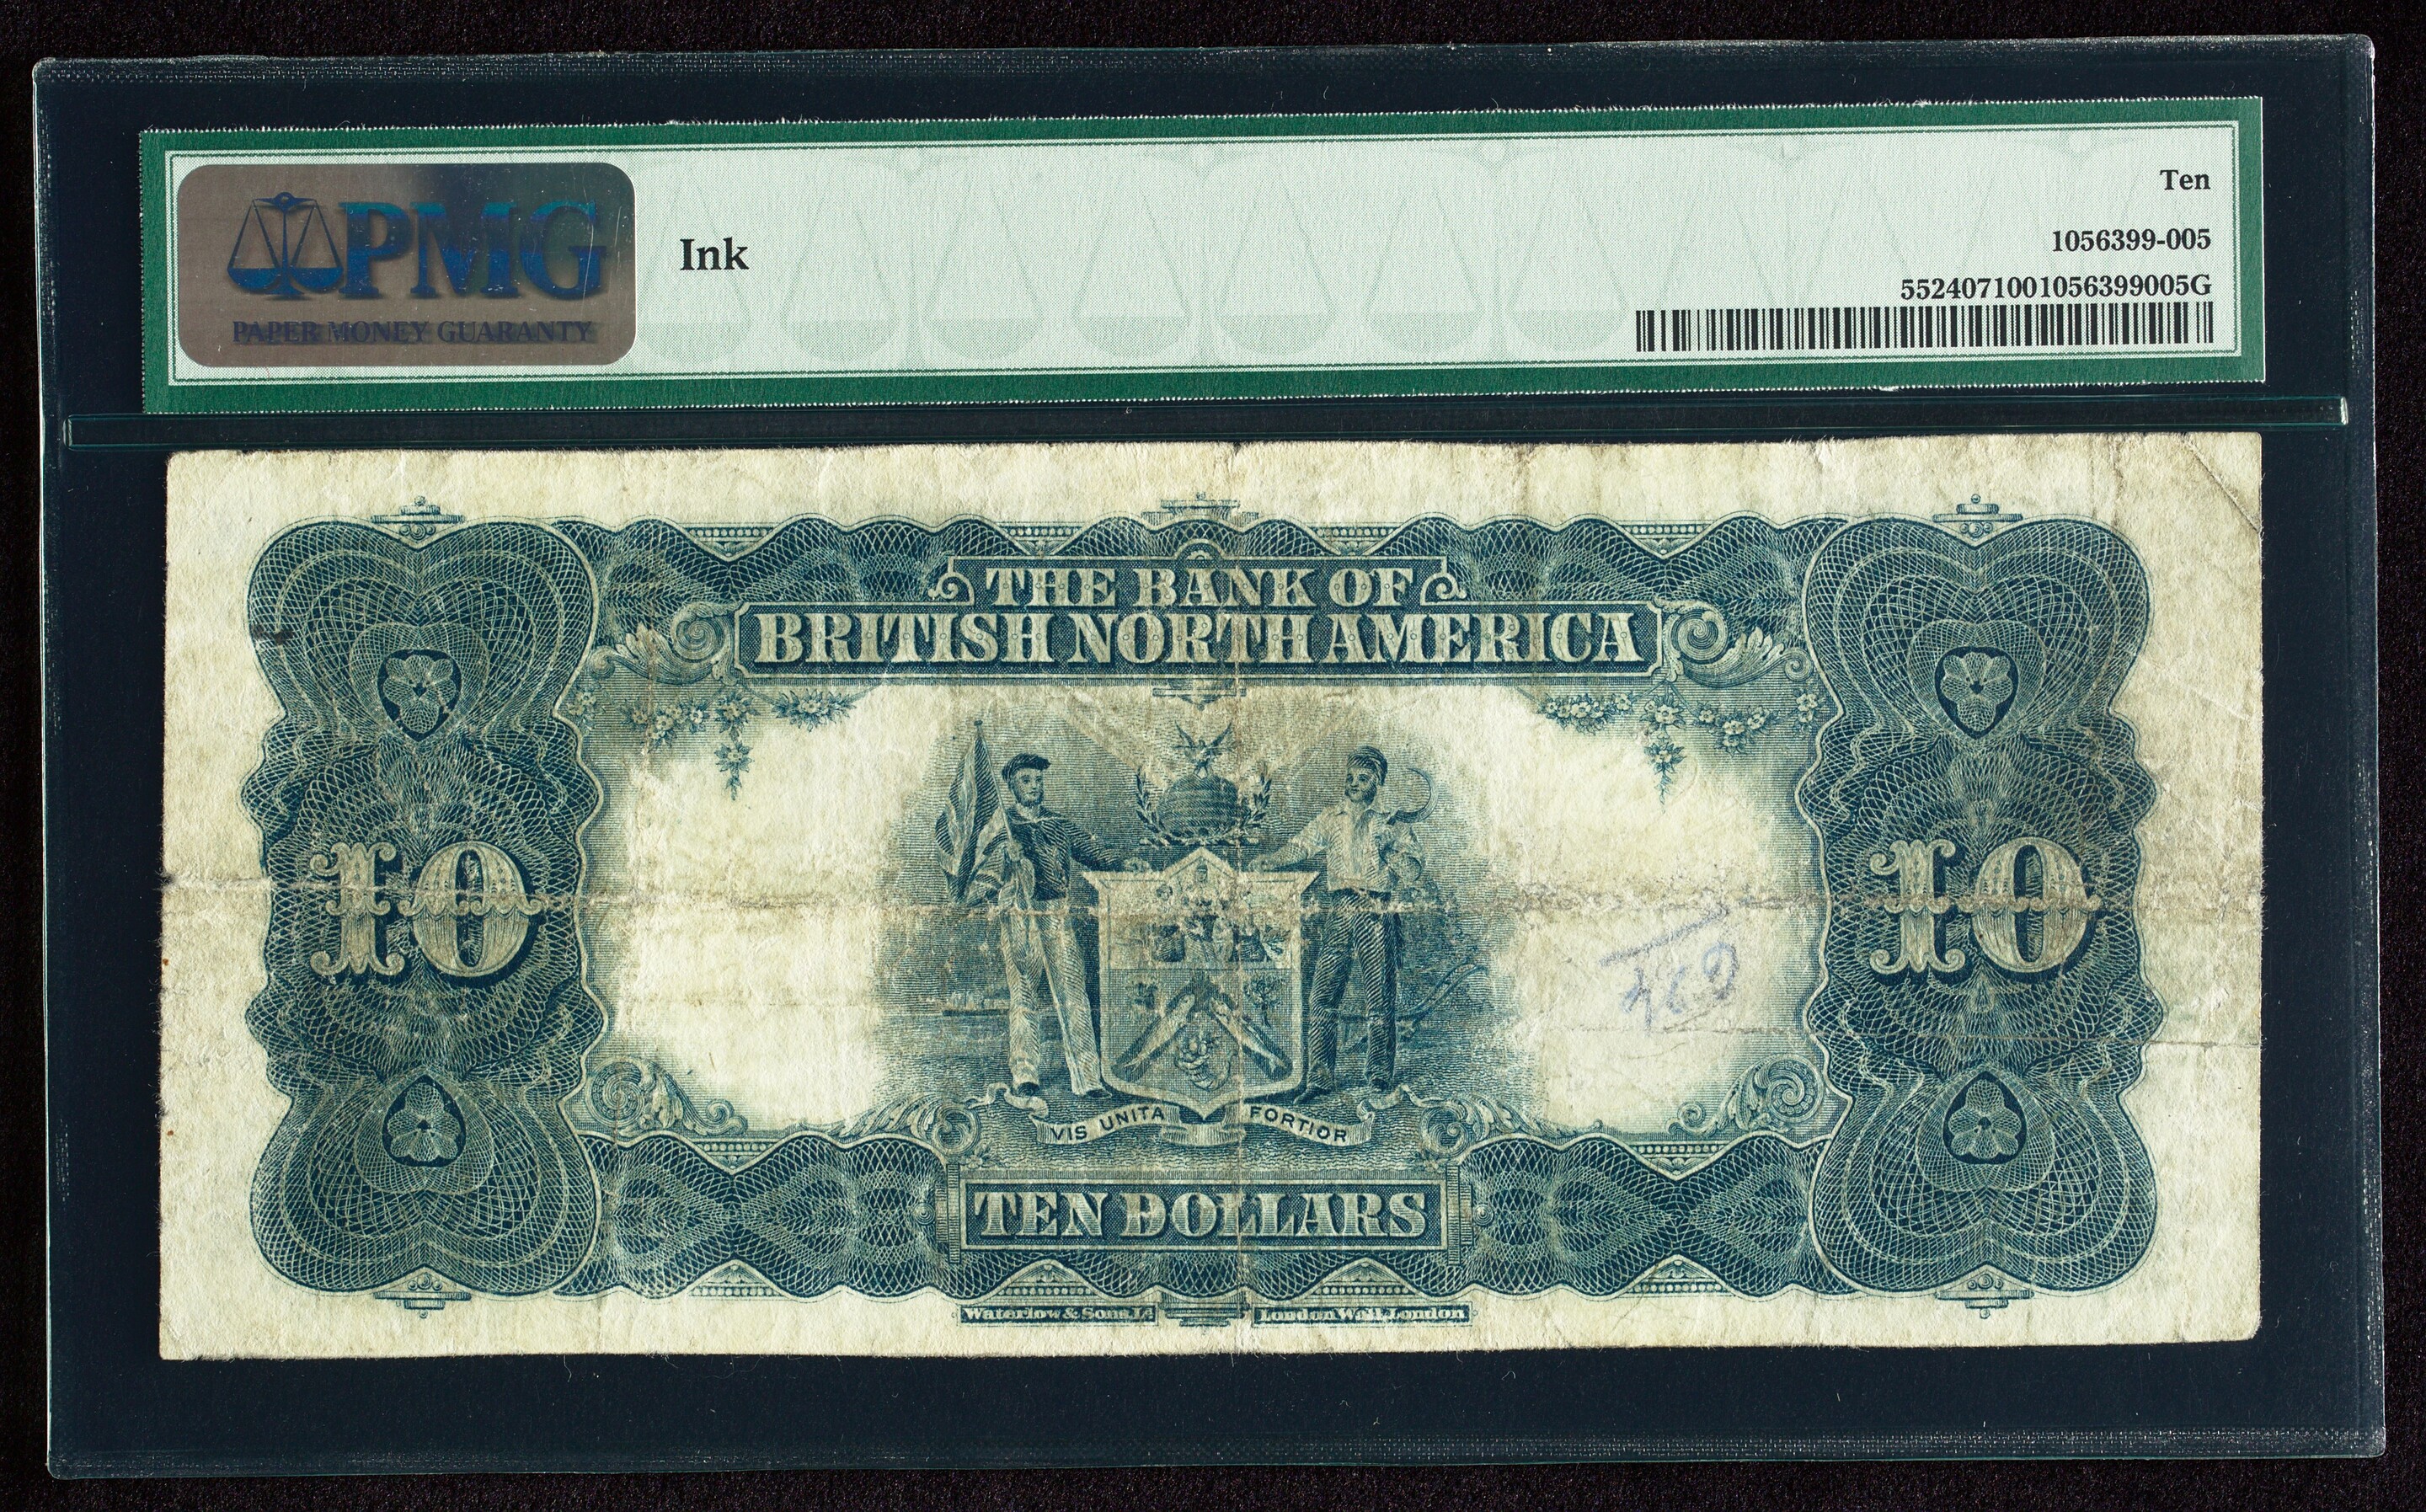 PMG
PAPER MONEY GUARANTY
Ink
Ten
1056399-005
5524071001056399005G
THE BANK OF
BRITISH NORTH AMERICA
10
10
VIS UNITA FORTIOR
TEN DOLLARS
Waterlow & Sons Ld London Wall, London